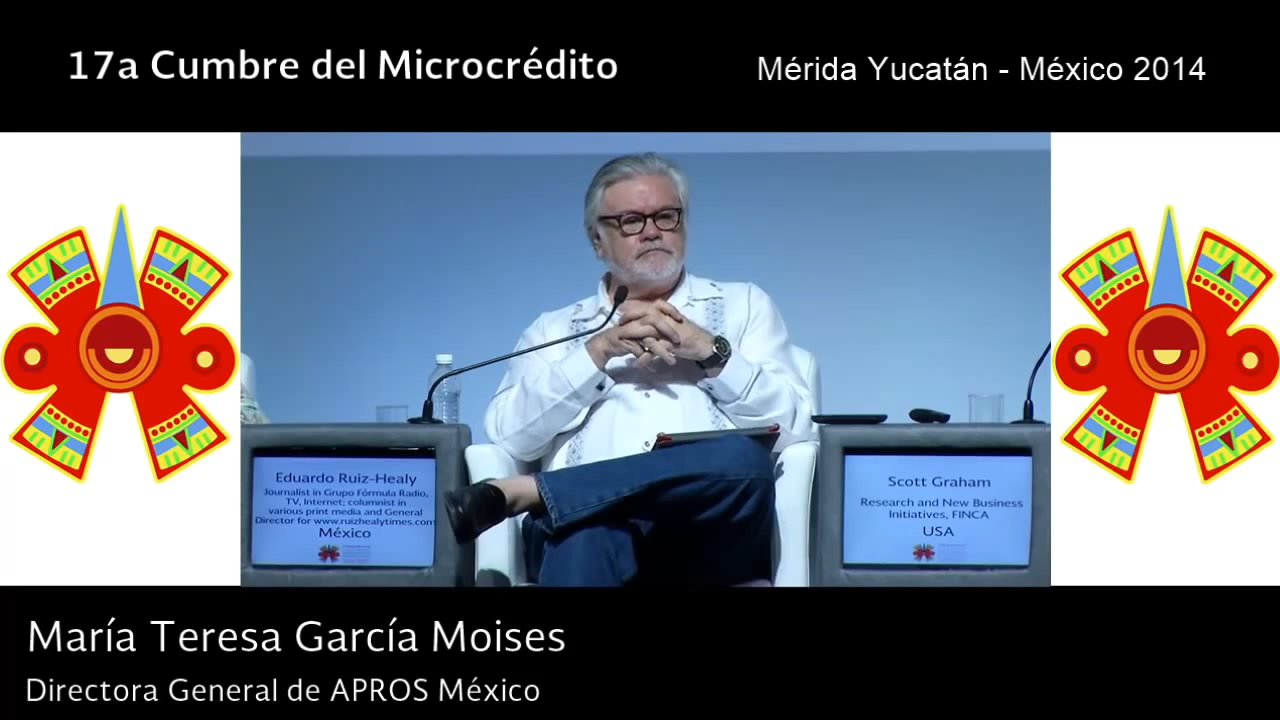 17a Cumbre del Microcrédito
Mérida Yucatán - México 2014
Eduardo Ruiz-Healy
Journalist in Grupo Fórmula Radio,
TV, Internet; columnist in
various print media and General
Director for www.ruizhealytimes.com
México
Scott Graham
Research and New Business
Initiatives, FINCA
USA
María Teresa García Moises
Directora General de APROS México